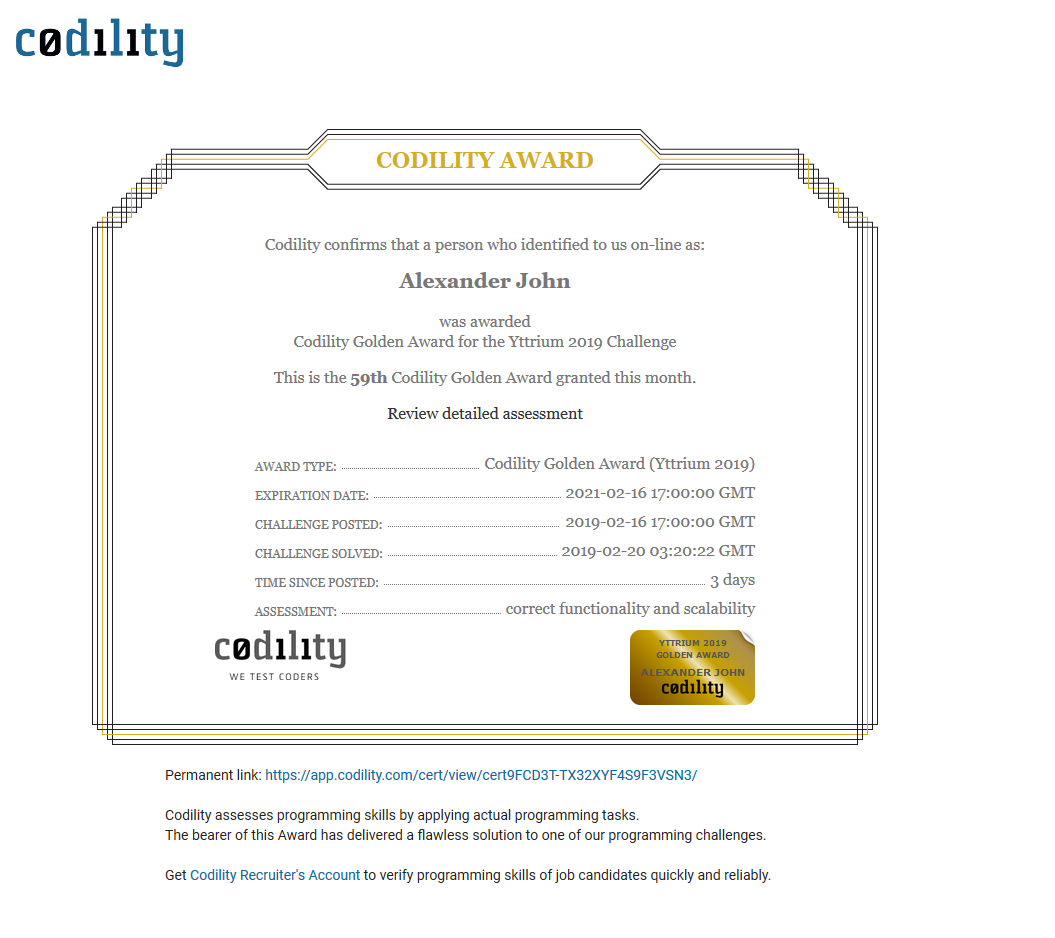 codility
CODILITY AWARD
Codility confirms that a person who identified to us on-line as:
Alexander John
was awarded
Codility Golden Award for the Yttrium 2019 Challenge
This is the 59th Codility Golden Award granted this month.
Review detailed assessment
AWARD TYPE: Codility Golden Award (Yttrium 2019)
EXPIRATION DATE: 2021-02-16 17:00:00 GMT
CHALLENGE POSTED: 2019-02-16 17:00:00 GMT
CHALLENGE SOLVED: 2019-02-20 03:20:22 GMT
TIME SINCE POSTED: 3 days
ASSESSMENT: correct functionality and scalability
codility
WE TEST CODERS
YTTRIUM 2019
GOLDEN AWARD
ALEXANDER JOHN
codility
Permanent link: https://app.codility.com/cert/view/cert9FCD3T-TX32XYF4S9F3VSN3/
Codility assesses programming skills by applying actual programming tasks.
The bearer of this Award has delivered a flawless solution to one of our programming challenges.
Get Codility Recruiter's Account to verify programming skills of job candidates quickly and reliably.